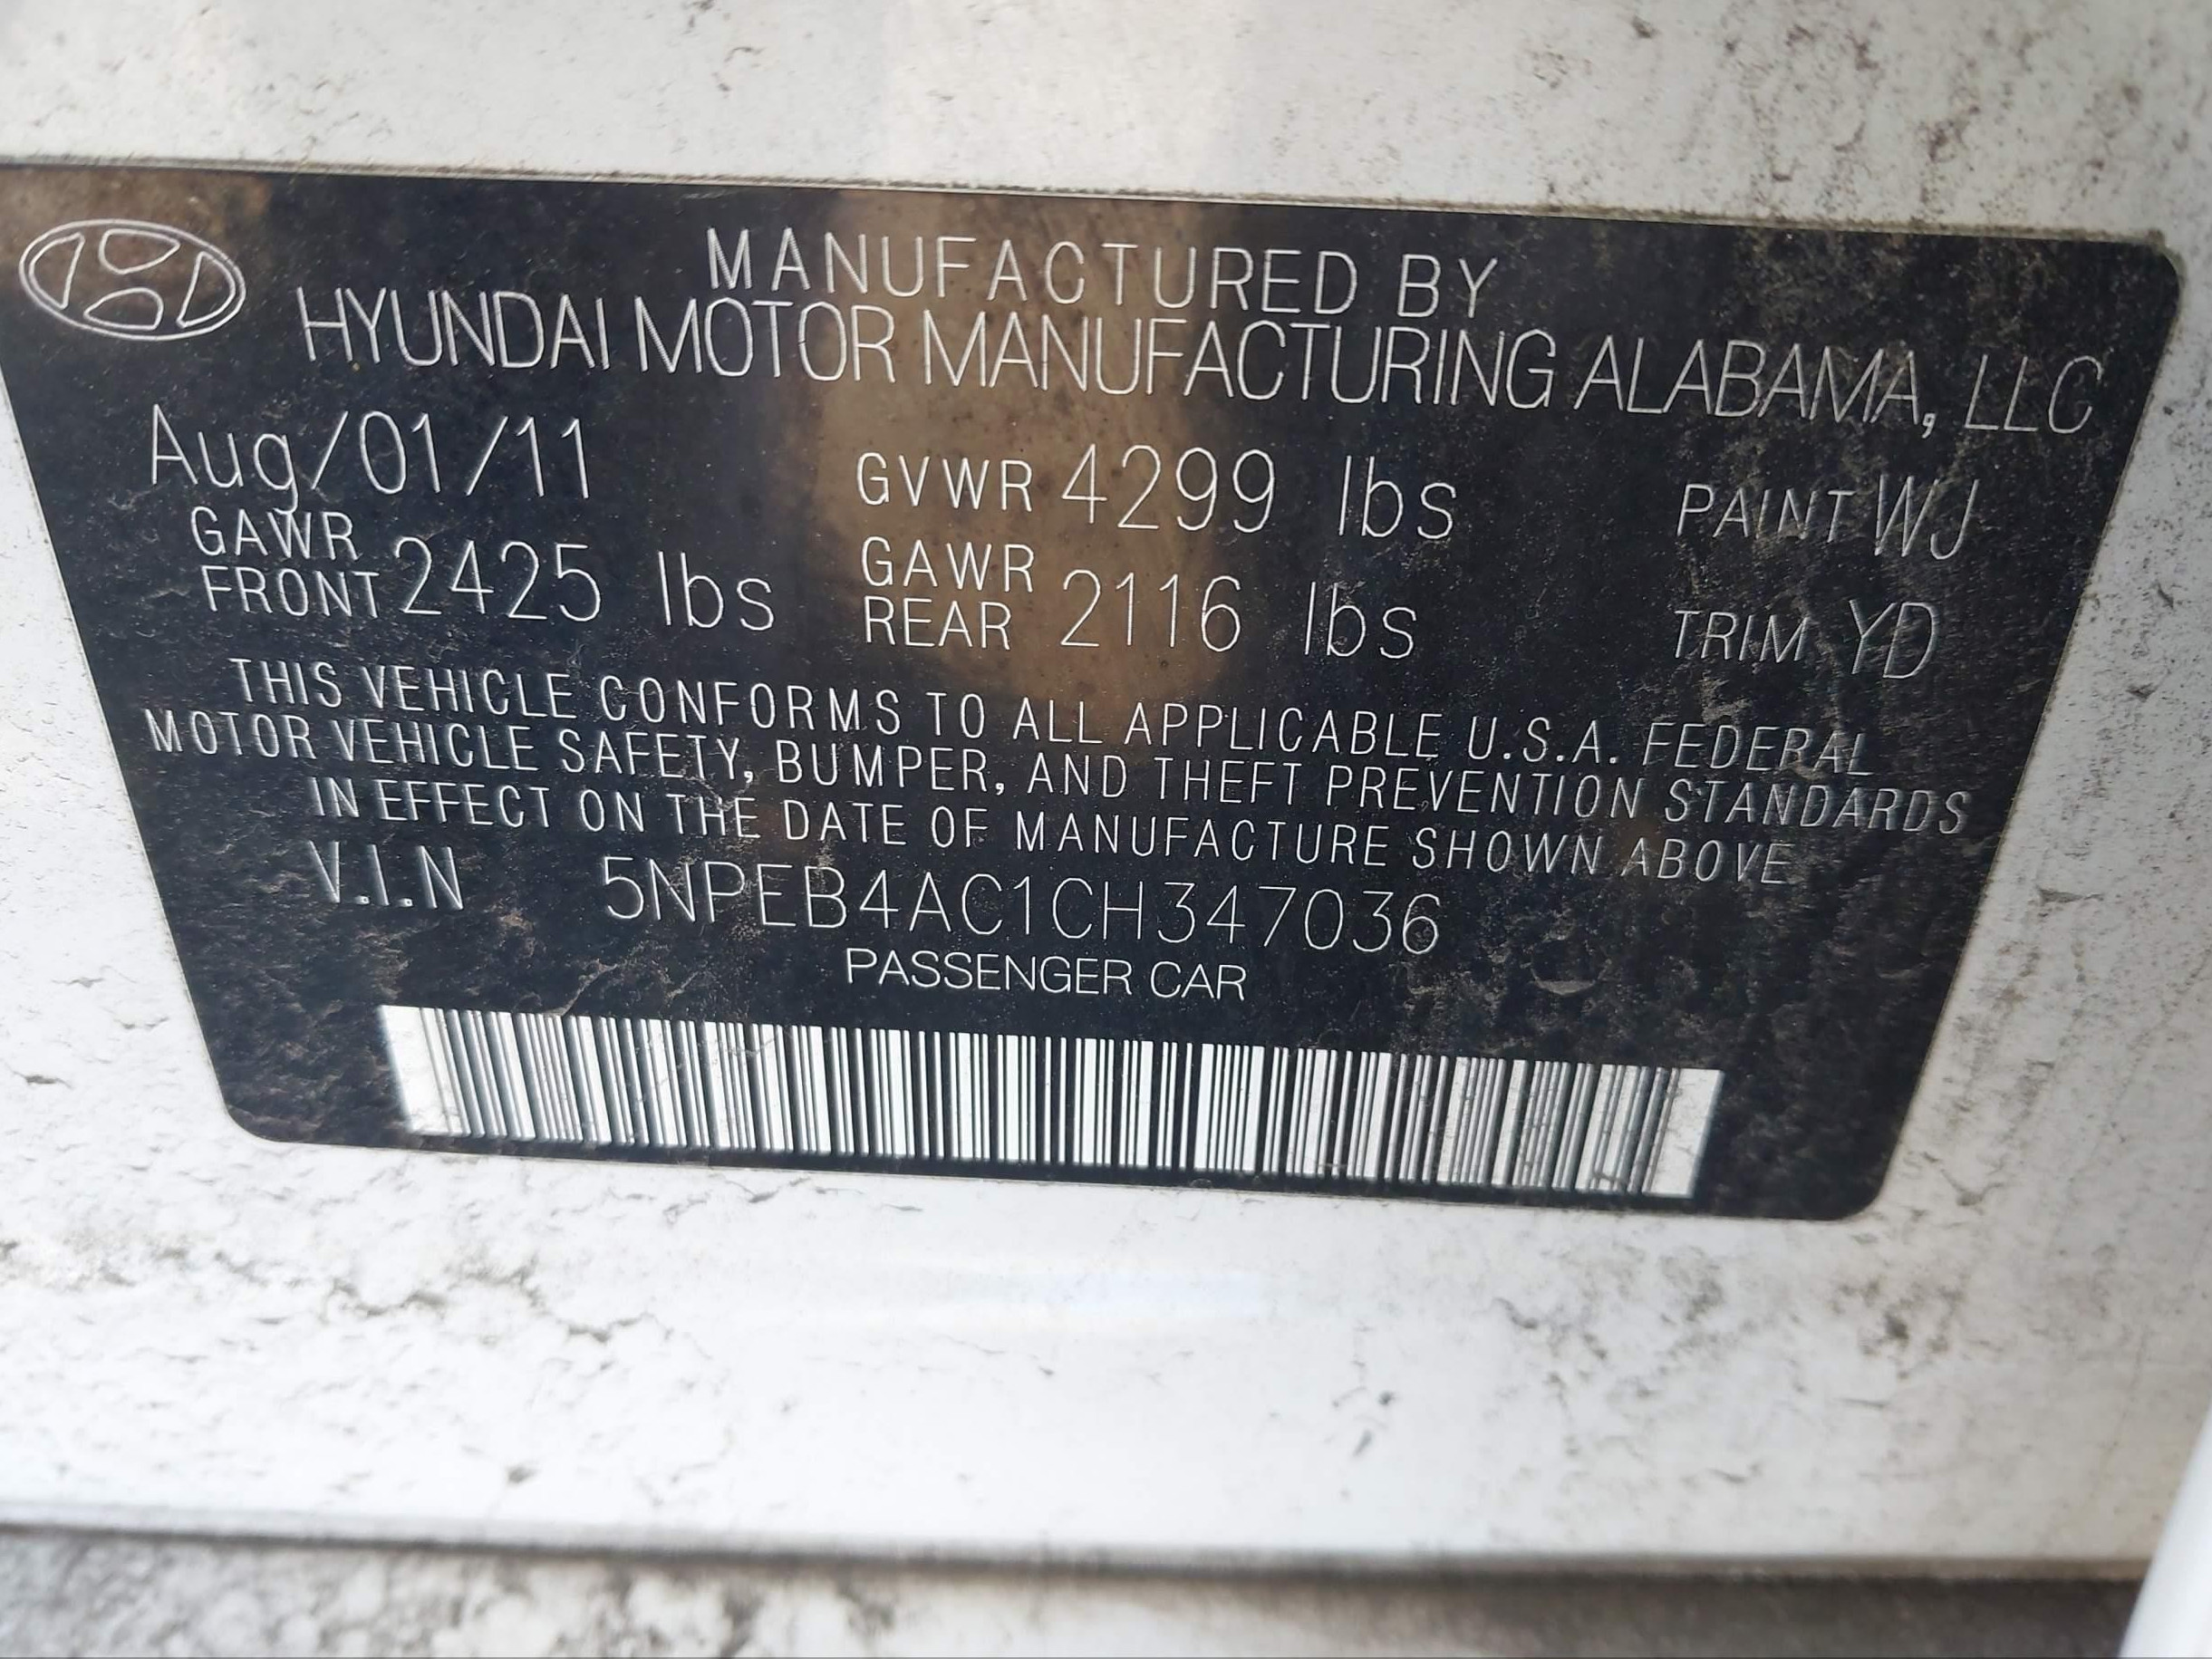 MANUFACTURED BY
HYUNDAI MOTOR MANUFACTURING ALABAMA, LLC
Aug/01/11 GVWR 4299 lbs PAINT WJ
GAWR FRONT 2425 lbs GAWR REAR 2116 lbs TRIM YD
THIS VEHICLE CONFORMS TO ALL APPLICABLE U.S.A. FEDERAL
MOTOR VEHICLE SAFETY, BUMPER, AND THEFT PREVENTION STANDARDS
IN EFFECT ON THE DATE OF MANUFACTURE SHOWN ABOVE
V.I.N 5NPEB4AC1CH347036
PASSENGER CAR